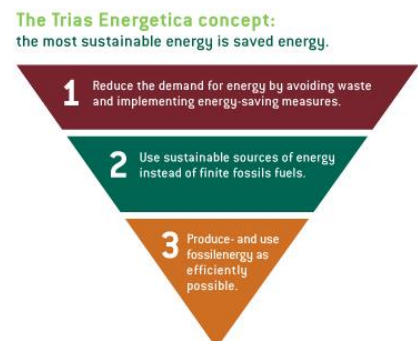 The Trias Energetica concept:
the most sustainable energy is saved energy.
1 Reduce the demand for energy by avoiding waste
and implementing energy-saving measures.
2 Use sustainable sources of energy
instead of finite fossils fuels.
3 Produce- and use
fossilenergy as
efficiently
possible.